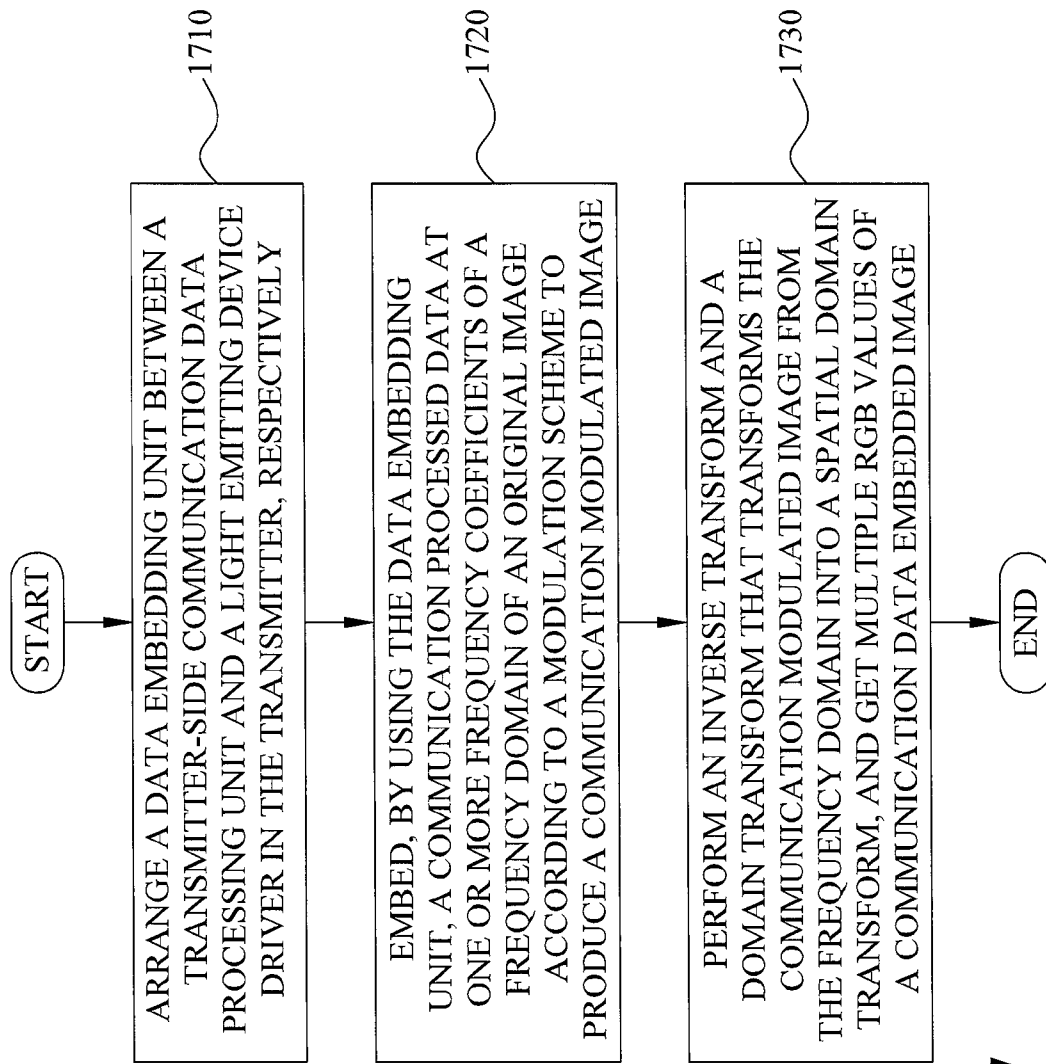 START
ARRANGE A DATA EMBEDDING UNIT BETWEEN A
TRANSMITTER-SIDE COMMUNICATION DATA
PROCESSING UNIT AND A LIGHT EMITTING DEVICE
DRIVER IN THE TRANSMITTER, RESPECTIVELY
1710
EMBED, BY USING THE DATA EMBEDDING
UNIT, A COMMUNICATION PROCESSED DATA AT
ONE OR MORE FREQUENCY COEFFICIENTS OF A
FREQUENCY DOMAIN OF AN ORIGINAL IMAGE
ACCORDING TO A MODULATION SCHEME TO
PRODUCE A COMMUNICATION MODULATED IMAGE
1720
PERFORM AN INVERSE TRANSFORM AND A
DOMAIN TRANSFORM THAT TRANSFORMS THE
COMMUNICATION MODULATED IMAGE FROM
THE FREQUENCY DOMAIN INTO A SPATIAL DOMAIN
TRANSFORM, AND GET MULTIPLE RGB VALUES OF
A COMMUNICATION DATA EMBEDDED IMAGE
1730
END